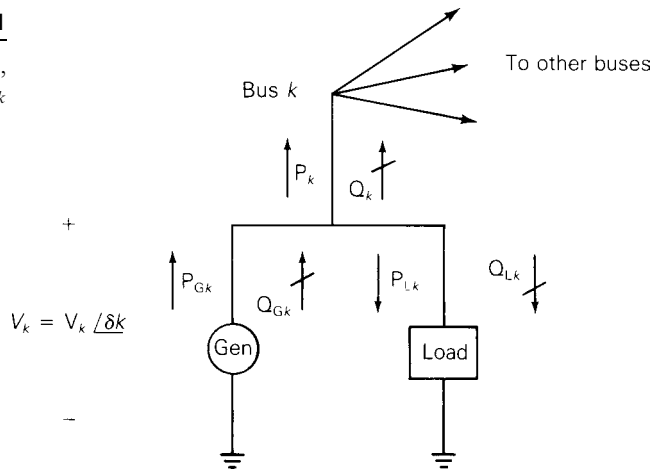 ,
k
To other buses
Bus k
P_k
Q_k
+
P_Gk
Q_Gk
P_Lk
Q_Lk
V_k = V_k /δk
Gen
Load
−